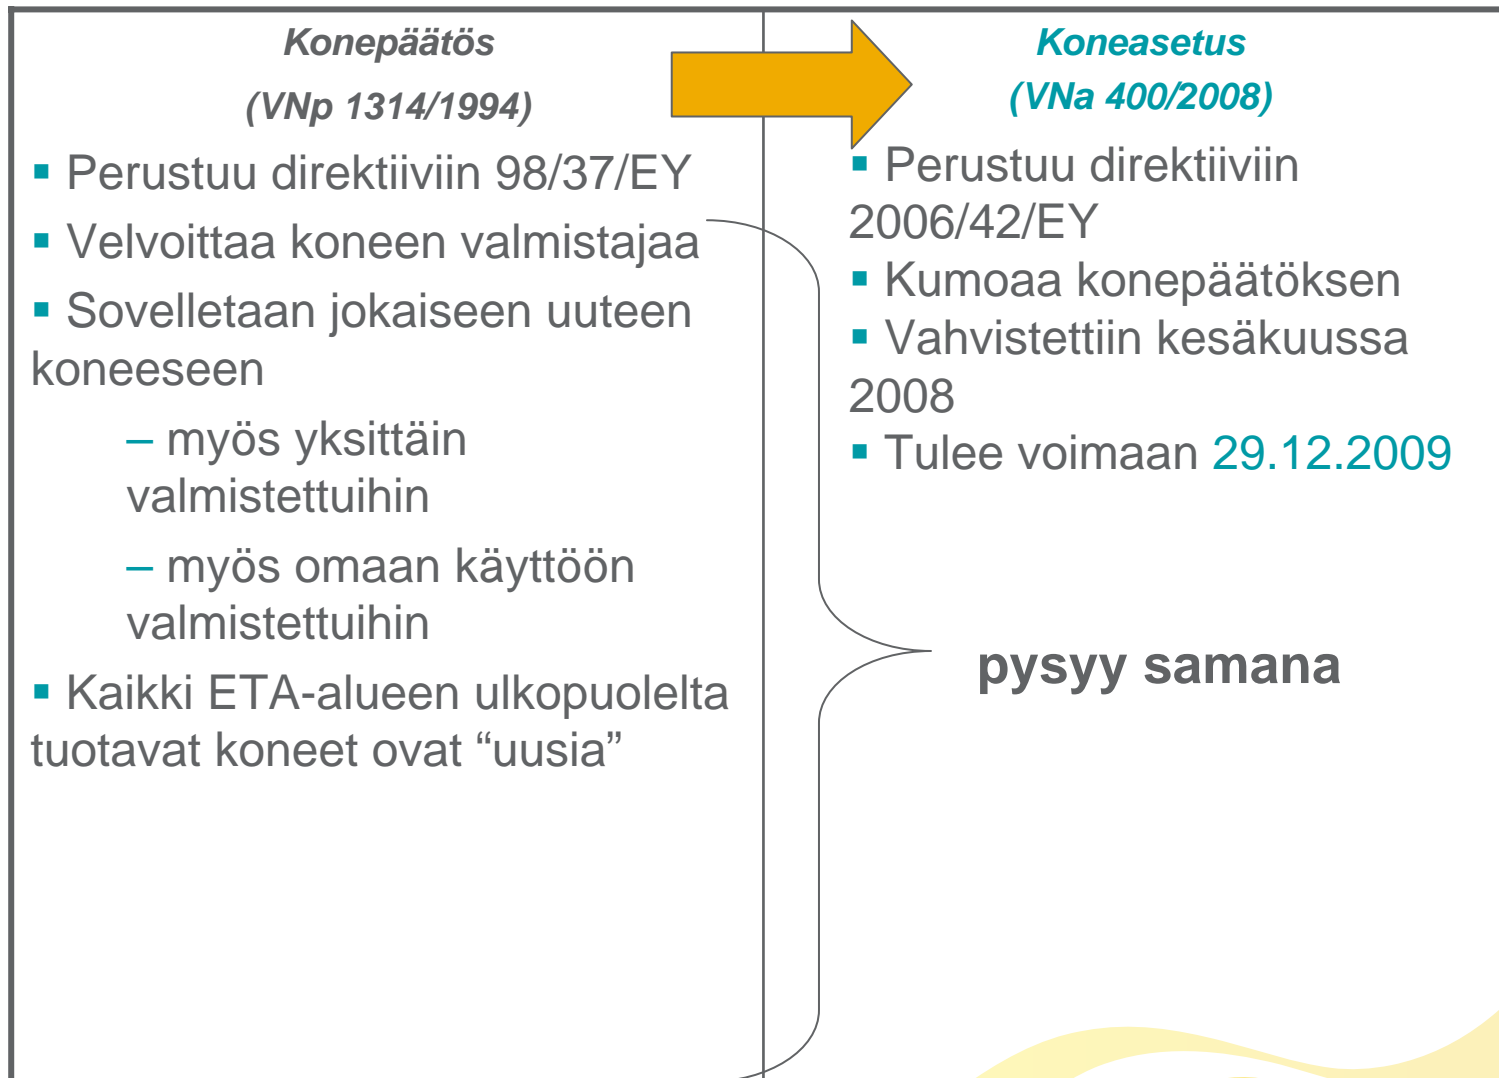 Konepäätös
(VNp 1314/1994)
▪ Perustuu direktiiviin 98/37/EY
▪ Velvoittaa koneen valmistajaa
▪ Sovelletaan jokaiseen uuteen
koneeseen
– myös yksittäin
valmistettuihin
– myös omaan käyttöön
valmistettuihin
▪ Kaikki ETA-alueen ulkopuolelta
tuotavat koneet ovat “uusia”
Koneasetus
(VNa 400/2008)
▪ Perustuu direktiiviin
2006/42/EY
▪ Kumoaa konepäätöksen
▪ Vahvistettiin kesäkuussa
2008
▪ Tulee voimaan 29.12.2009
pysyy samana